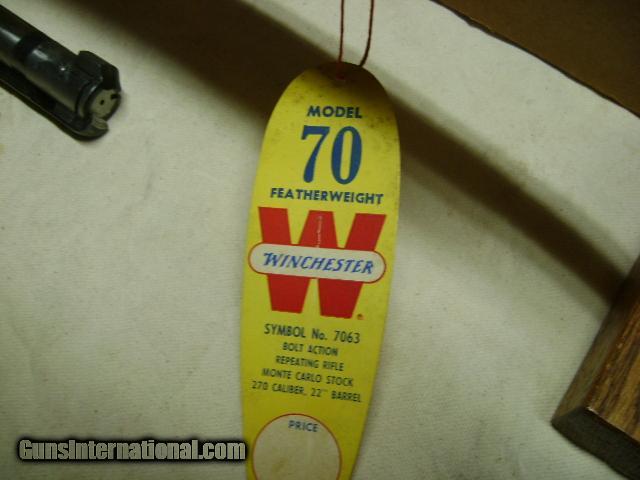 MODEL
70
FEATHERWEIGHT
WINCHESTER
W
®
SYMBOL No. 7063
BOLT ACTION
REPEATING RIFLE
MONTE CARLO STOCK
270 CALIBER, 22" BARREL
PRICE
GunsInternational.com